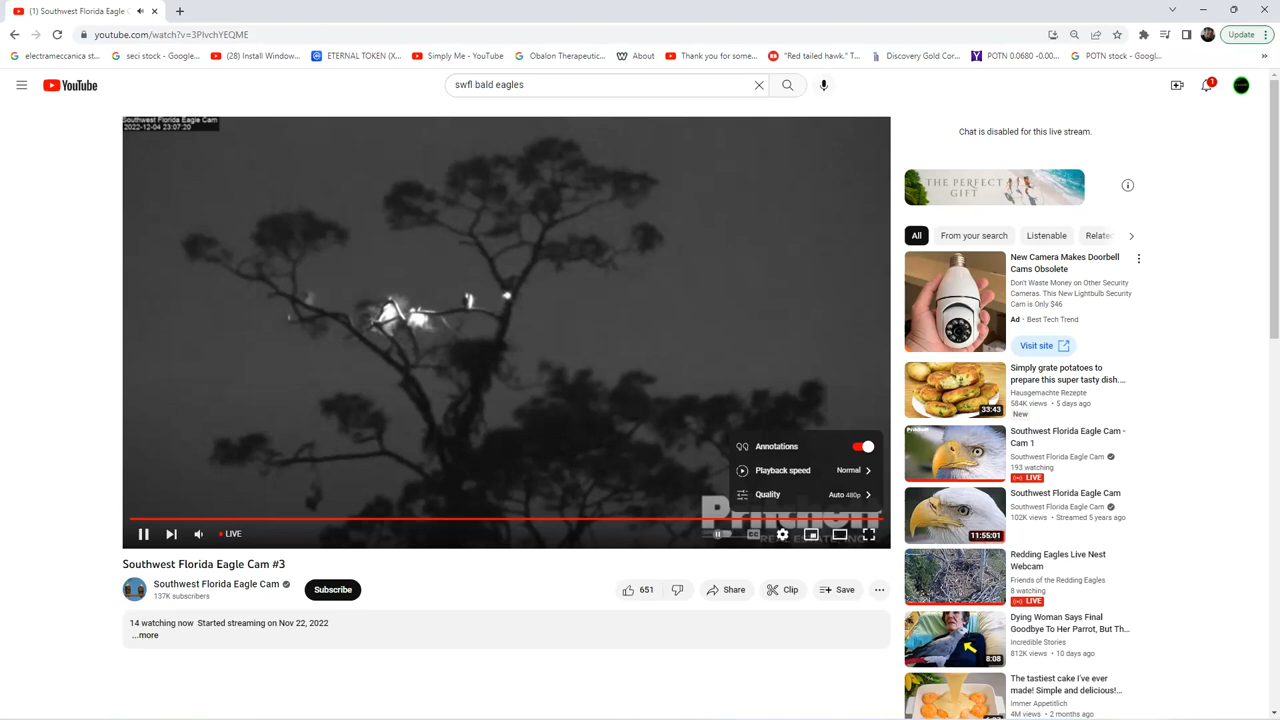 (1) Southwest Florida Eagle C
youtube.com/watch?v=3PIvchYEQME
Update
electrameccanica st...
seci stock - Google...
(28) Install Window...
ETERNAL TOKEN (X...
Simply Me - YouTube
Obalon Therapeutic...
About
Thank you for some...
"Red tailed hawk." T...
Discovery Gold Cor...
POTN 0.0680 -0.00...
POTN stock - Googl...
YouTube
swfl bald eagles
1
Southwest Florida Eagle Cam
2022-12-04 23:07:20
Annotations
Playback speed Normal
Quality Auto 480p
LIVE
CC
Southwest Florida Eagle Cam #3
Southwest Florida Eagle Cam
137K subscribers
Subscribe
651
Share
Clip
Save
14 watching now Started streaming on Nov 22, 2022
...more
Chat is disabled for this live stream.
THE PERFECT
GIFT
All
From your search
Listenable
Related
New Camera Makes Doorbell
Cams Obsolete
Don't Waste Money on Other Security
Cameras. This New Lightbulb Security
Cam is Only $46
Ad · Best Tech Trend
Visit site
Simply grate potatoes to
prepare this super tasty dish....
Hausgemachte Rezepte
584K views • 5 days ago
New
33:43
Southwest Florida Eagle Cam -
Cam 1
Southwest Florida Eagle Cam
193 watching
LIVE
Southwest Florida Eagle Cam
Southwest Florida Eagle Cam
102K views • Streamed 5 years ago
11:55:01
Redding Eagles Live Nest
Webcam
Friends of the Redding Eagles
8 watching
LIVE
Dying Woman Says Final
Goodbye To Her Parrot, But Th...
Incredible Stories
812K views • 10 days ago
8:08
The tastiest cake I've ever
made! Simple and delicious!...
Immer Appetitlich
4M views • 2 months ago